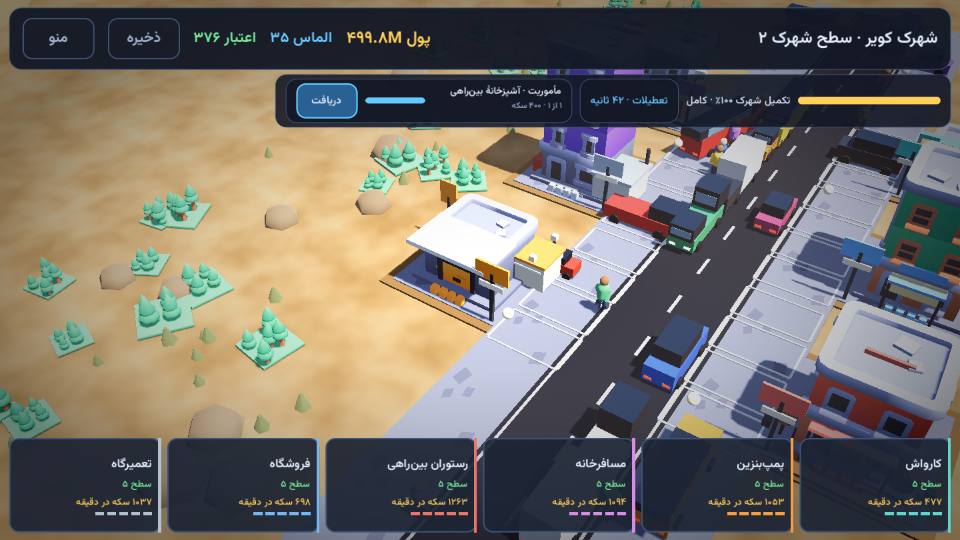 شهرک کویر · سطح شهرک ۲
پول ۴۹۹.۸M
الماس ۳۵
اعتبار ۳۷۶
ذخیره
منو
تکمیل شهرک ۱۰۰٪ · کامل
تعطیلات · ۴۲ ثانیه
مأموریت · آشپزخانهٔ بین‌راهی
۱ از ۱ · ۴۰۰ سکه
دریافت
کارواش
سطح ۵
۴۷۷ سکه در دقیقه
پمپ‌بنزین
سطح ۵
۱۰۵۳ سکه در دقیقه
مسافرخانه
سطح ۵
۱۰۹۴ سکه در دقیقه
رستوران بین‌راهی
سطح ۵
۱۲۶۳ سکه در دقیقه
فروشگاه
سطح ۵
۶۹۸ سکه در دقیقه
تعمیرگاه
سطح ۵
۱۰۳۷ سکه در دقیقه